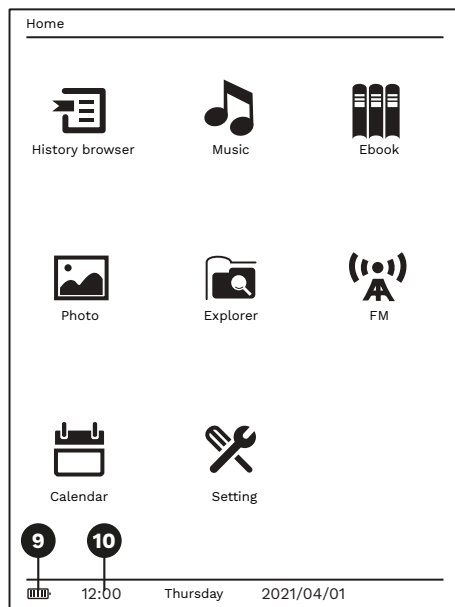 Home
History browser Music Ebook
Photo Explorer FM
Calendar Setting
9 10
12:00 Thursday 2021/04/01